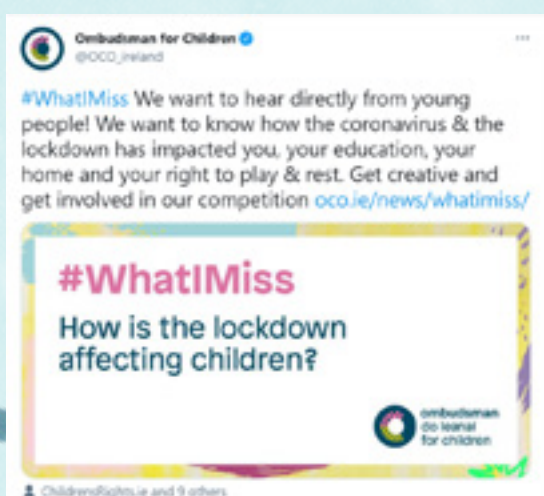 Ombudsman for Children
@OCO_ireland
...
#WhatIMiss We want to hear directly from young
people! We want to know how the coronavirus & the
lockdown has impacted you, your education, your
home and your right to play & rest. Get creative and
get involved in our competition oco.ie/news/whatimiss/
#WhatIMiss
How is the lockdown
affecting children?
ombudsman
do leanaí
for children
ChildrensRights.ie and 9 others